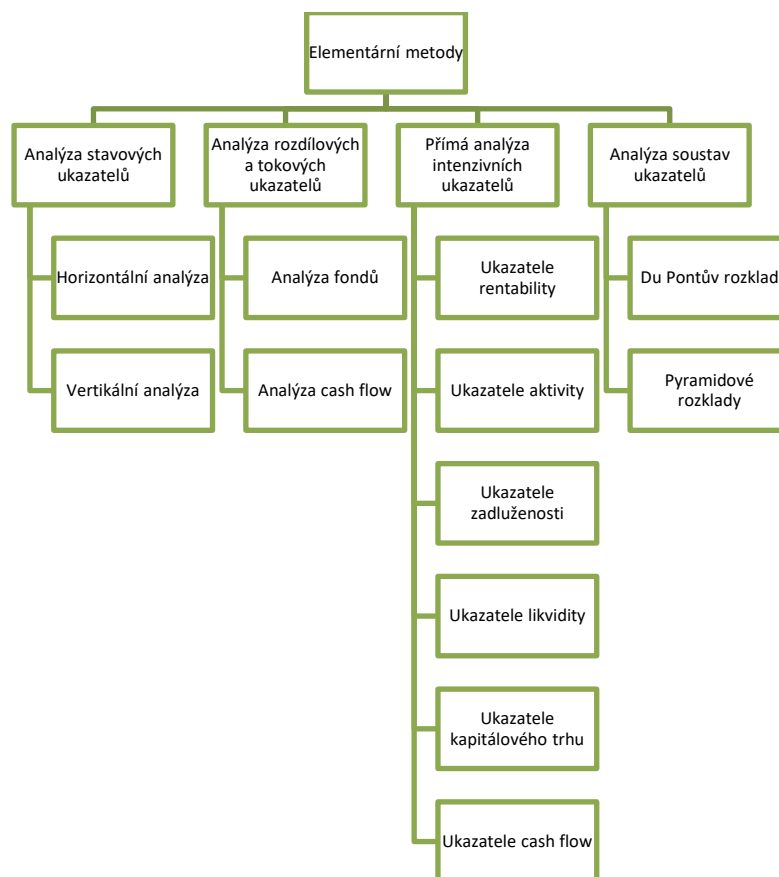 Elementární metody
Analýza stavových
ukazatelů
Analýza rozdílových
a tokových
ukazatelů
Přímá analýza
intenzivních
ukazatelů
Analýza soustav
ukazatelů
Horizontální analýza
Vertikální analýza
Analýza fondů
Analýza cash flow
Ukazatele
rentability
Ukazatele aktivity
Ukazatele
zadluženosti
Ukazatele likvidity
Ukazatele
kapitálového trhu
Ukazatele cash flow
Du Pontův rozklad
Pyramidové
rozklady